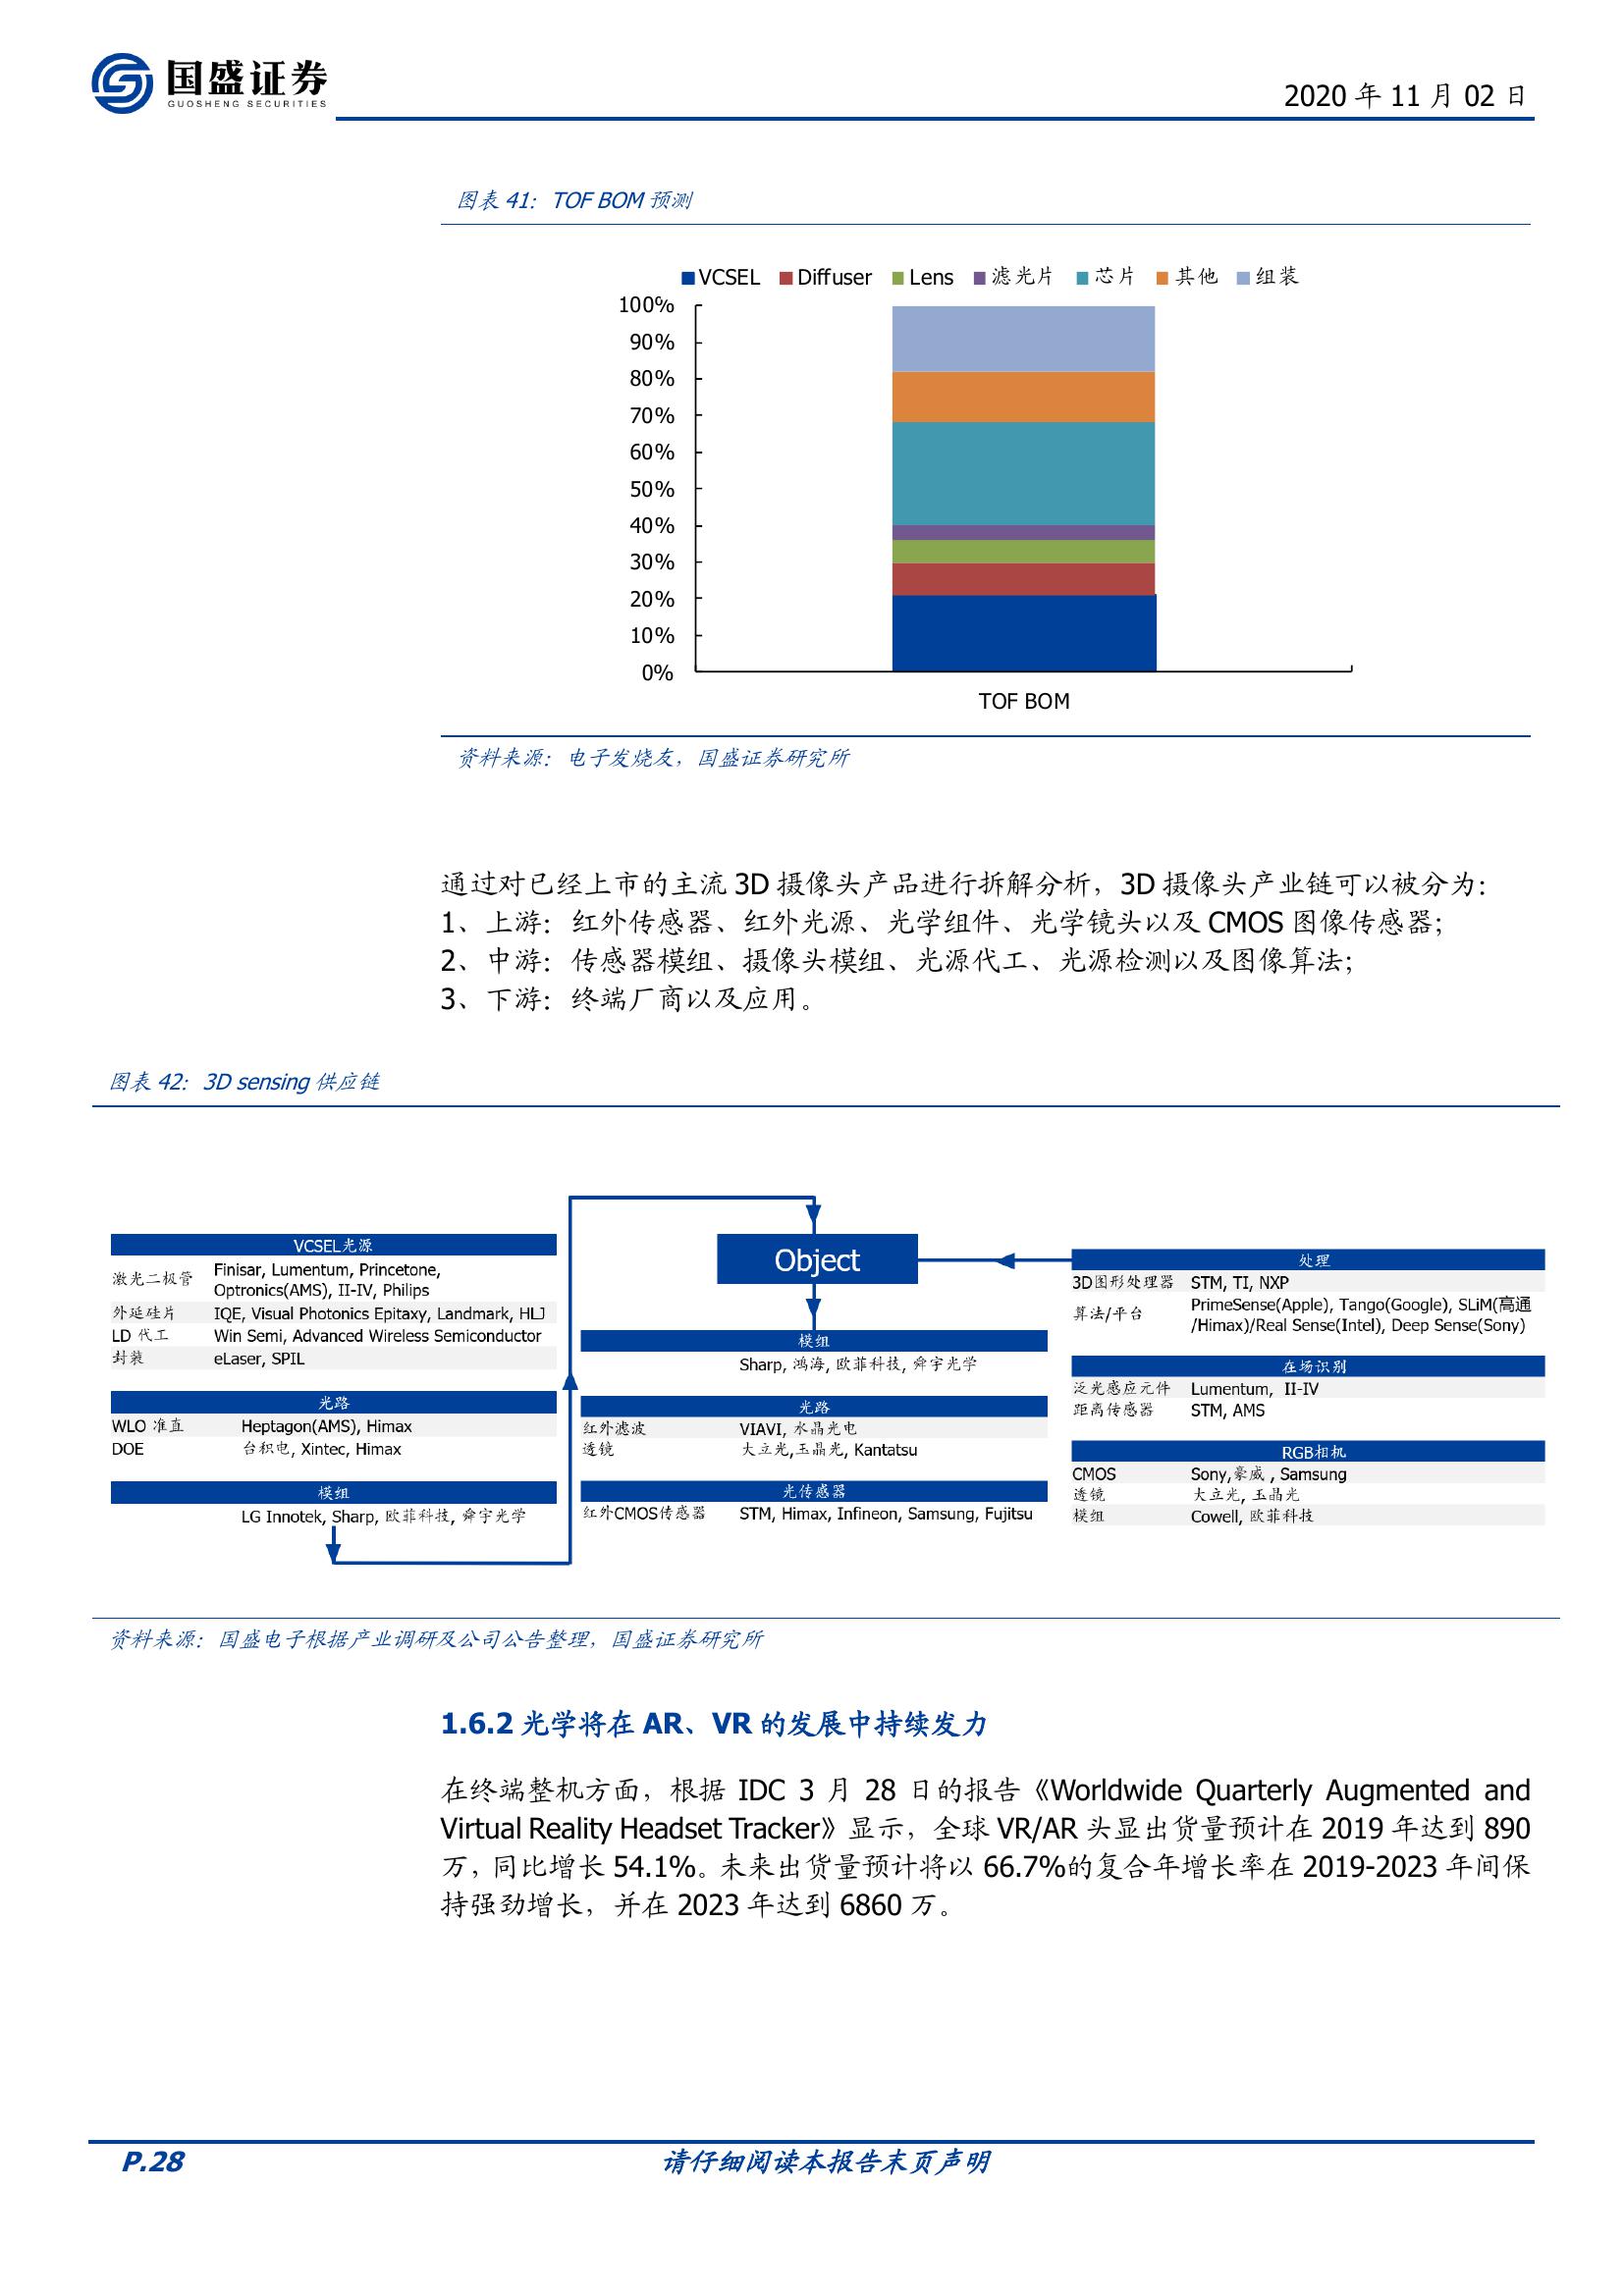 国盛证券
GUOSHENG SECURITIES
2020 年 11 月 02 日
图表 41：TOF BOM 预测
VCSEL Diffuser Lens 滤光片 芯片 其他 组装
100%
90%
80%
70%
60%
50%
40%
30%
20%
10%
0%
TOF BOM
资料来源：电子发烧友，国盛证券研究所
通过对已经上市的主流 3D 摄像头产品进行拆解分析，3D 摄像头产业链可以被分为：
1、上游：红外传感器、红外光源、光学组件、光学镜头以及 CMOS 图像传感器；
2、中游：传感器模组、摄像头模组、光源代工、光源检测以及图像算法；
3、下游：终端厂商以及应用。
图表 42：3D sensing 供应链
VCSEL光源
激光二极管 Finisar, Lumentum, Princetone,
Optronics(AMS), II-IV, Philips
外延硅片 IQE, Visual Photonics Epitaxy, Landmark, HLJ
LD 代工 Win Semi, Advanced Wireless Semiconductor
封装 eLaser, SPIL
光路
WLO 准直 Heptagon(AMS), Himax
DOE 台积电, Xintec, Himax
模组
LG Innotek, Sharp, 欧菲科技, 舜宇光学
Object
模组
Sharp, 鸿海, 欧菲科技, 舜宇光学
光路
红外滤波 VIAVI, 水晶光电
透镜 大立光,玉晶光, Kantatsu
光传感器
红外CMOS传感器 STM, Himax, Infineon, Samsung, Fujitsu
处理
3D图形处理器 STM, TI, NXP
算法/平台 PrimeSense(Apple), Tango(Google), SLiM(高通
/Himax)/Real Sense(Intel), Deep Sense(Sony)
在场识别
泛光感应元件 Lumentum, II-IV
距离传感器 STM, AMS
RGB相机
CMOS Sony,豪威 , Samsung
透镜 大立光, 玉晶光
模组 Cowell, 欧菲科技
资料来源：国盛电子根据产业调研及公司公告整理，国盛证券研究所
1.6.2 光学将在 AR、VR 的发展中持续发力
在终端整机方面，根据 IDC 3 月 28 日的报告《Worldwide Quarterly Augmented and
Virtual Reality Headset Tracker》显示，全球 VR/AR 头显出货量预计在 2019 年达到 890
万，同比增长 54.1%。未来出货量预计将以 66.7%的复合年增长率在 2019-2023 年间保
持强劲增长，并在 2023 年达到 6860 万。
P.28
请仔细阅读本报告末页声明